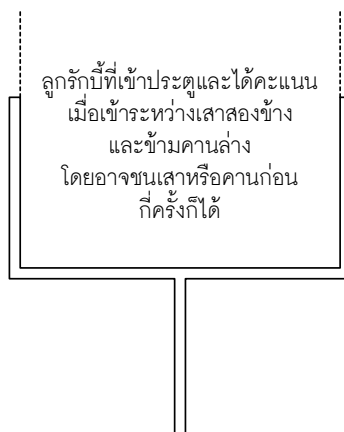 ลูกรักบี้ที่เข้าประตูและได้คะแนน
เมื่อเข้าระหว่างเสาสองข้าง
และข้ามคานล่าง
โดยอาจชนเสาหรือคานก่อน
กี่ครั้งก็ได้